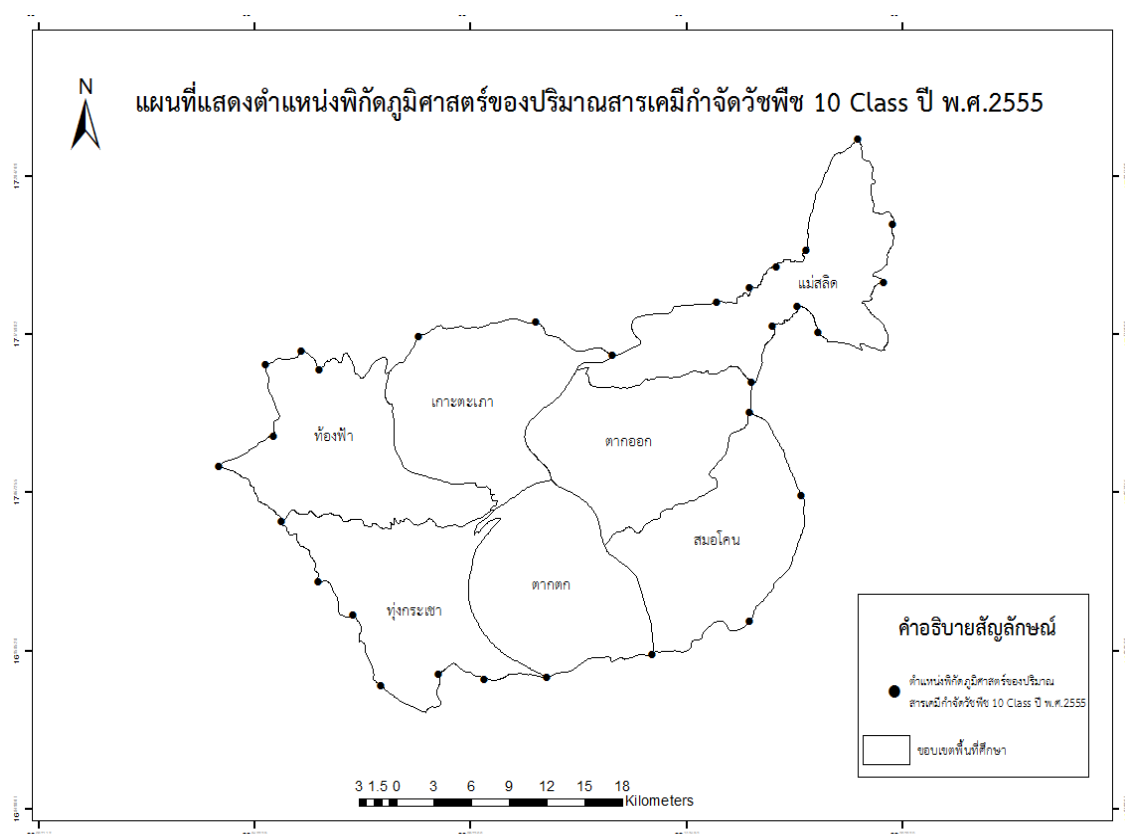 แผนที่แสดงตำแหน่งพิกัดภูมิศาสตร์ของปริมาณสารเคมีกำจัดวัชพืช 10 Class ปี พ.ศ.2555
N
แม่สลิด
เกาะตะเภา
ท้องฟ้า
ตากออก
สมอโคน
ตากตก
ทุ่งกระเชา
คำอธิบายสัญลักษณ์
ตำแหน่งพิกัดภูมิศาสตร์ของปริมาณ
สารเคมีกำจัดวัชพืช 10 Class ปี พ.ศ.2555
ขอบเขตพื้นที่ศึกษา
3 1.5 0 3 6 9 12 15 18
Kilometers